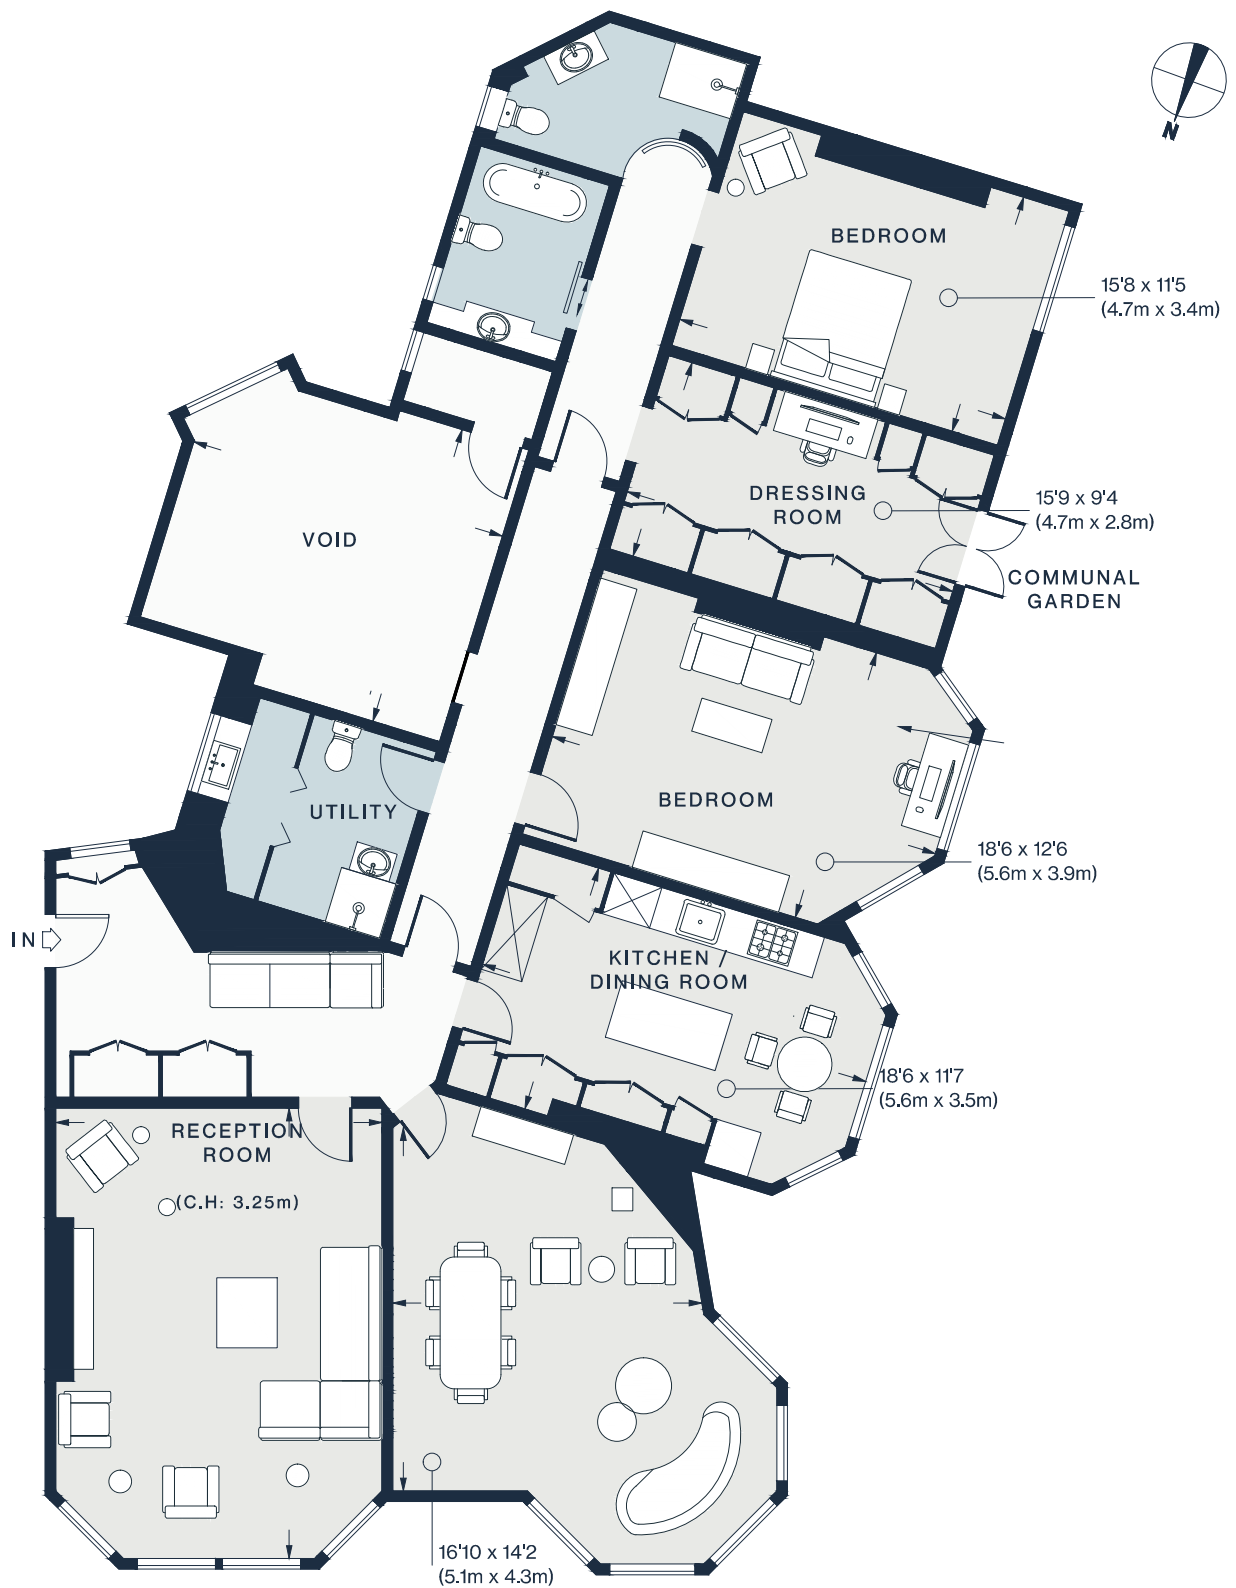 N
BEDROOM
15'8 x 11'5
(4.7m x 3.4m)
DRESSING
ROOM
15'9 x 9'4
(4.7m x 2.8m)
VOID
COMMUNAL
GARDEN
BEDROOM
UTILITY
18'6 x 12'6
(5.6m x 3.9m)
IN
KITCHEN /
DINING ROOM
18'6 x 11'7
(5.6m x 3.5m)
RECEPTION
ROOM
(C.H: 3.25m)
16'10 x 14'2
(5.1m x 4.3m)